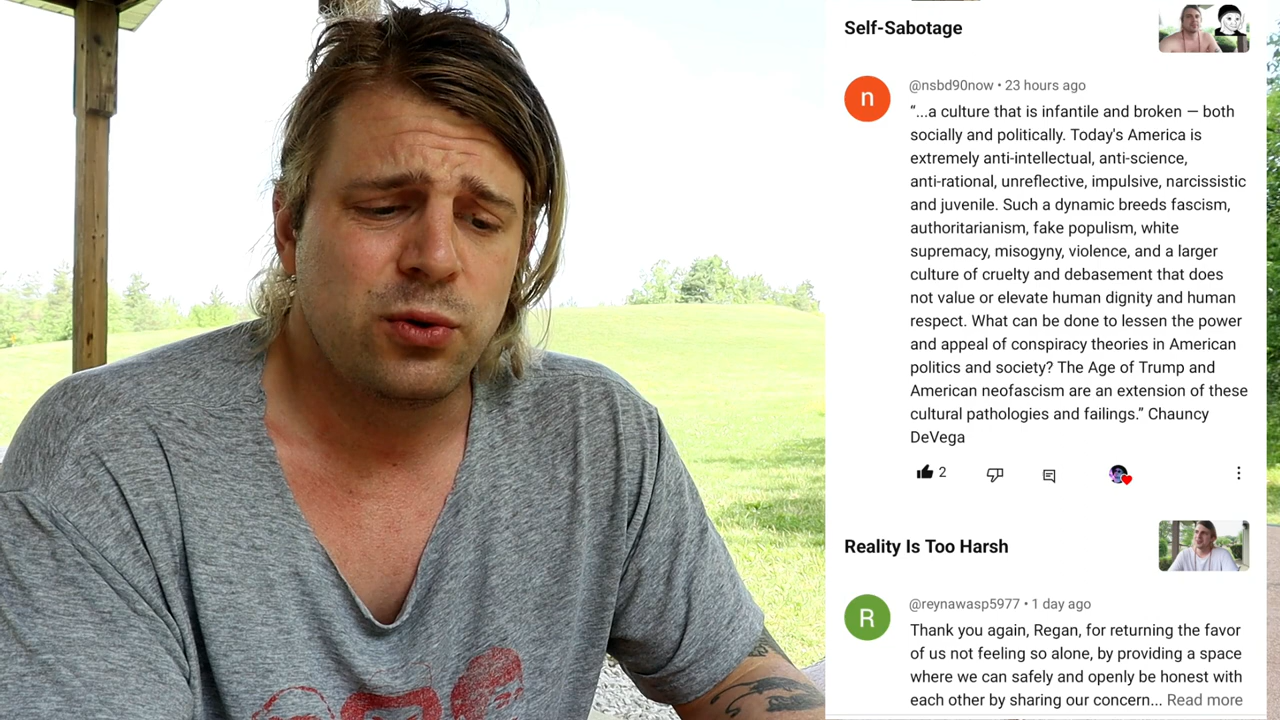 Self-Sabotage
n
@nsbd90now • 23 hours ago
“...a culture that is infantile and broken — both
socially and politically. Today's America is
extremely anti-intellectual, anti-science,
anti-rational, unreflective, impulsive, narcissistic
and juvenile. Such a dynamic breeds fascism,
authoritarianism, fake populism, white
supremacy, misogyny, violence, and a larger
culture of cruelty and debasement that does
not value or elevate human dignity and human
respect. What can be done to lessen the power
and appeal of conspiracy theories in American
politics and society? The Age of Trump and
American neofascism are an extension of these
cultural pathologies and failings.” Chauncy
DeVega
2
Reality Is Too Harsh
R
@reynawasp5977 • 1 day ago
Thank you again, Regan, for returning the favor
of us not feeling so alone, by providing a space
where we can safely and openly be honest with
each other by sharing our concern... Read more